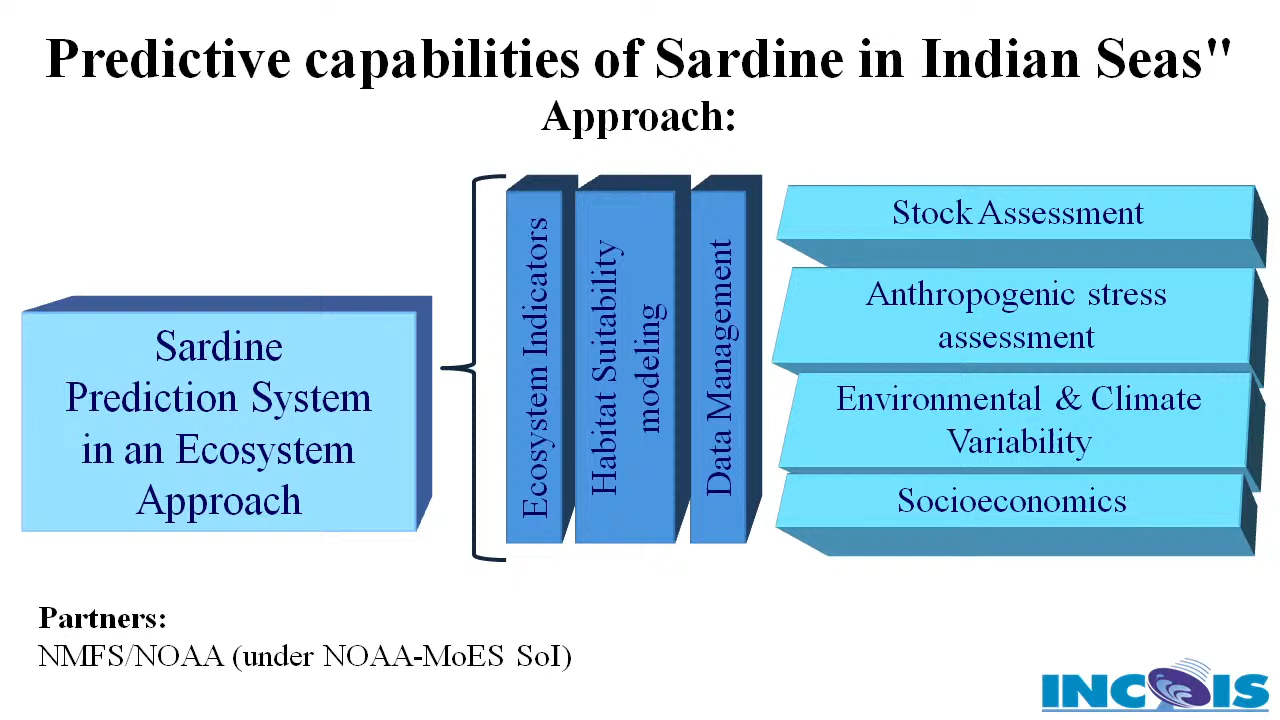 Predictive capabilities of Sardine in Indian Seas"
Approach:
Sardine
Prediction System
in an Ecosystem
Approach
Ecosystem Indicators
Habitat Suitability
modeling
Data Management
Stock Assessment
Anthropogenic stress
assessment
Environmental & Climate
Variability
Socioeconomics
Partners:
NMFS/NOAA (under NOAA-MoES SoI)
INCOIS